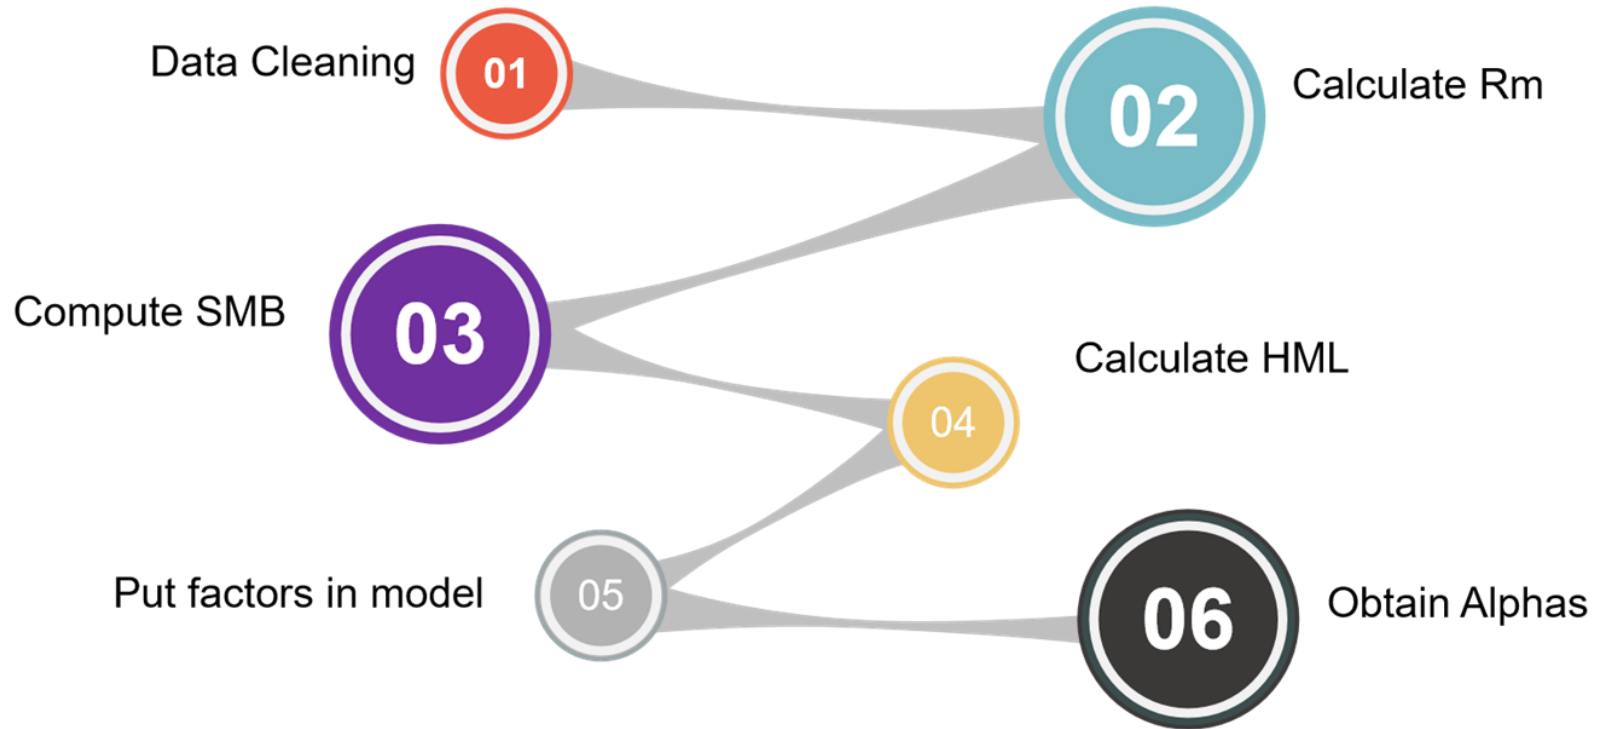 Data Cleaning
01
02
Calculate Rm
Compute SMB
03
04
Calculate HML
Put factors in model
05
06
Obtain Alphas